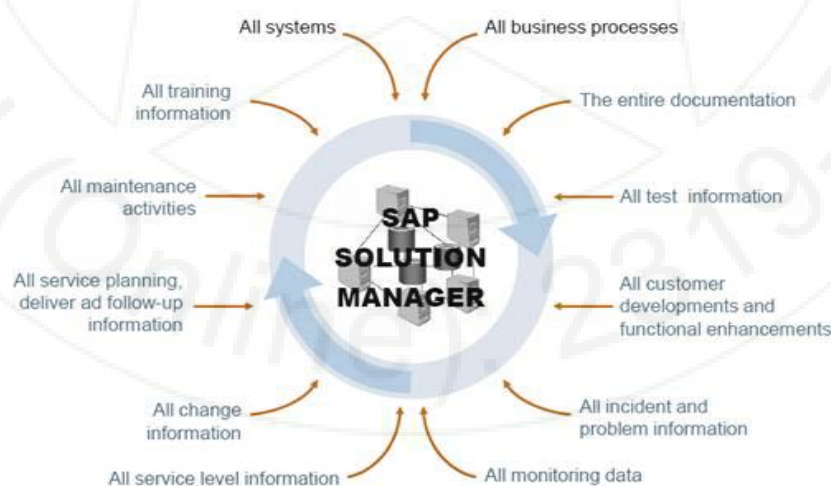 All systems
All business processes
All training
information
The entire documentation
All maintenance
activities
All test information
SAP
SOLUTION
MANAGER
All service planning,
deliver ad follow-up
information
All customer
developments and
functional enhancements
All change
information
All incident and
problem information
All service level information
All monitoring data
(Online): 2319